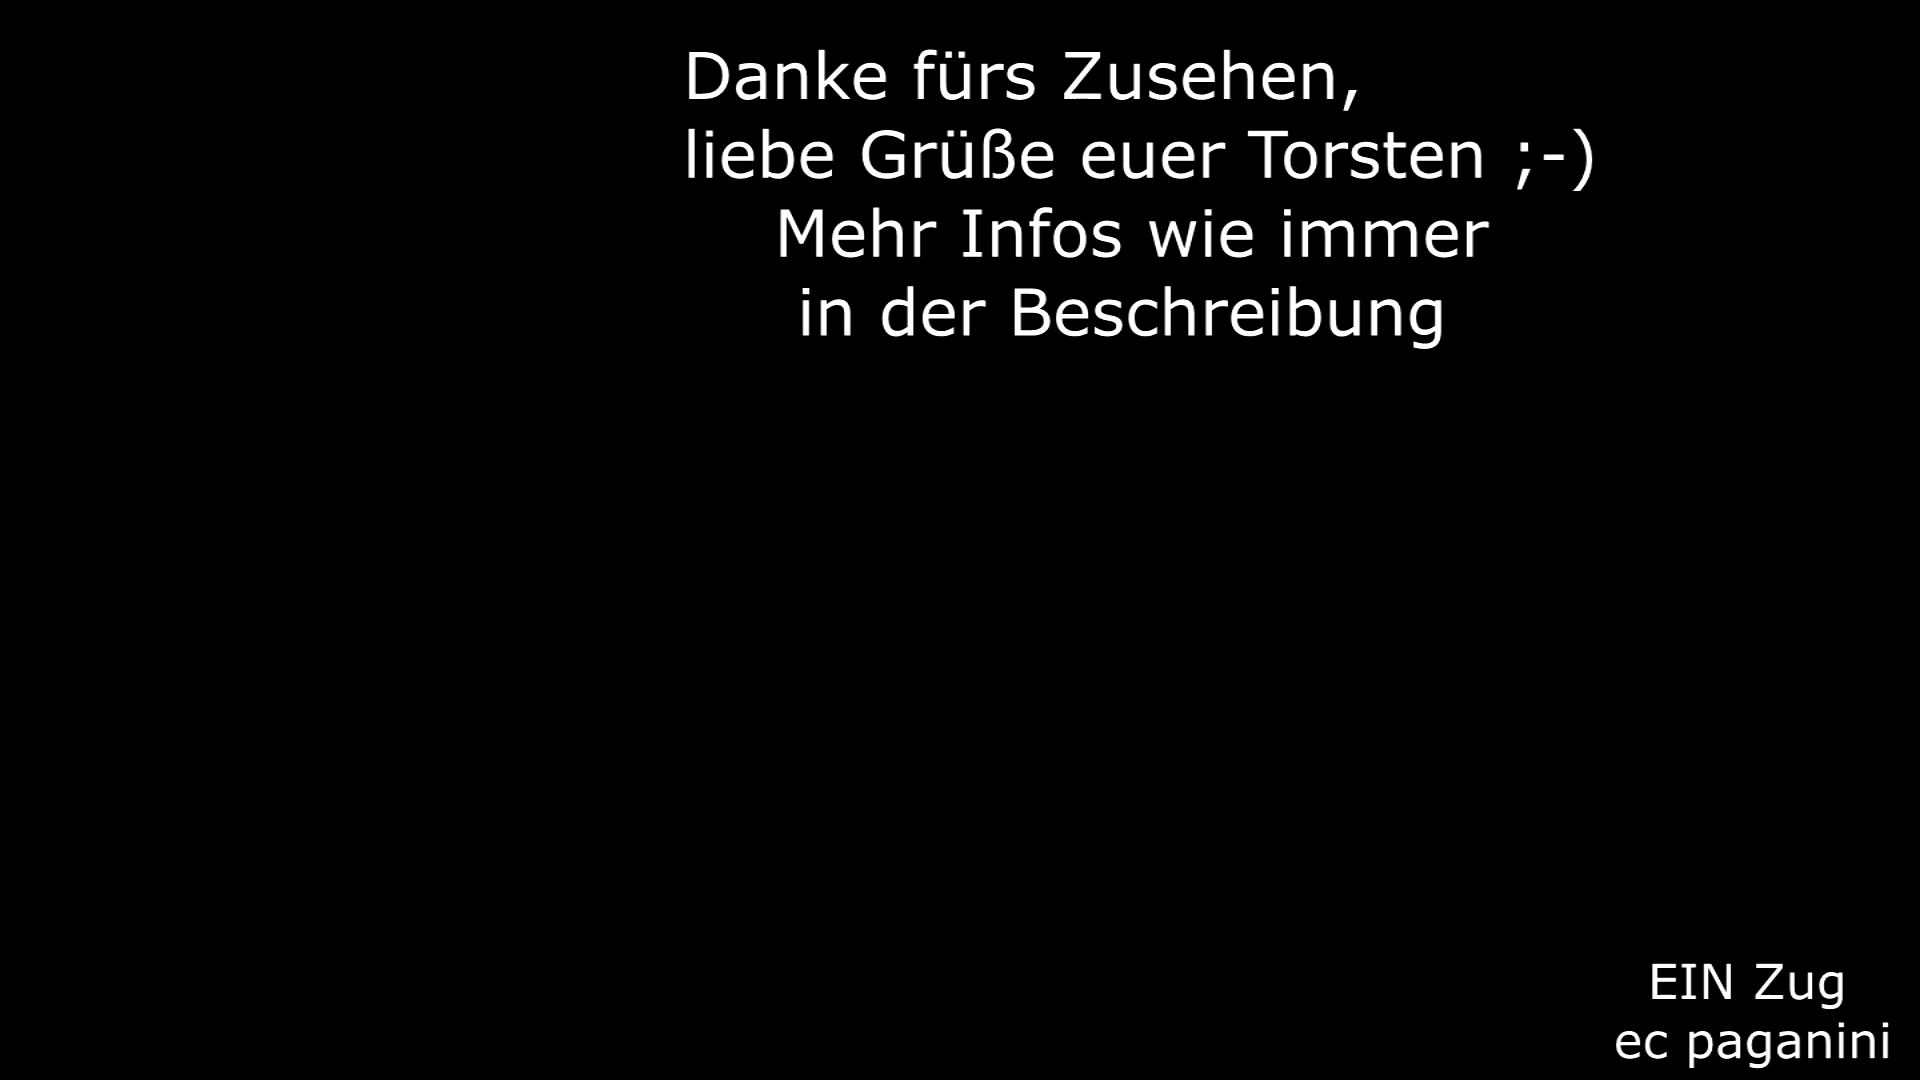 Danke fürs Zusehen,
liebe Grüße euer Torsten ;-)
Mehr Infos wie immer
in der Beschreibung
EIN Zug
ec paganini